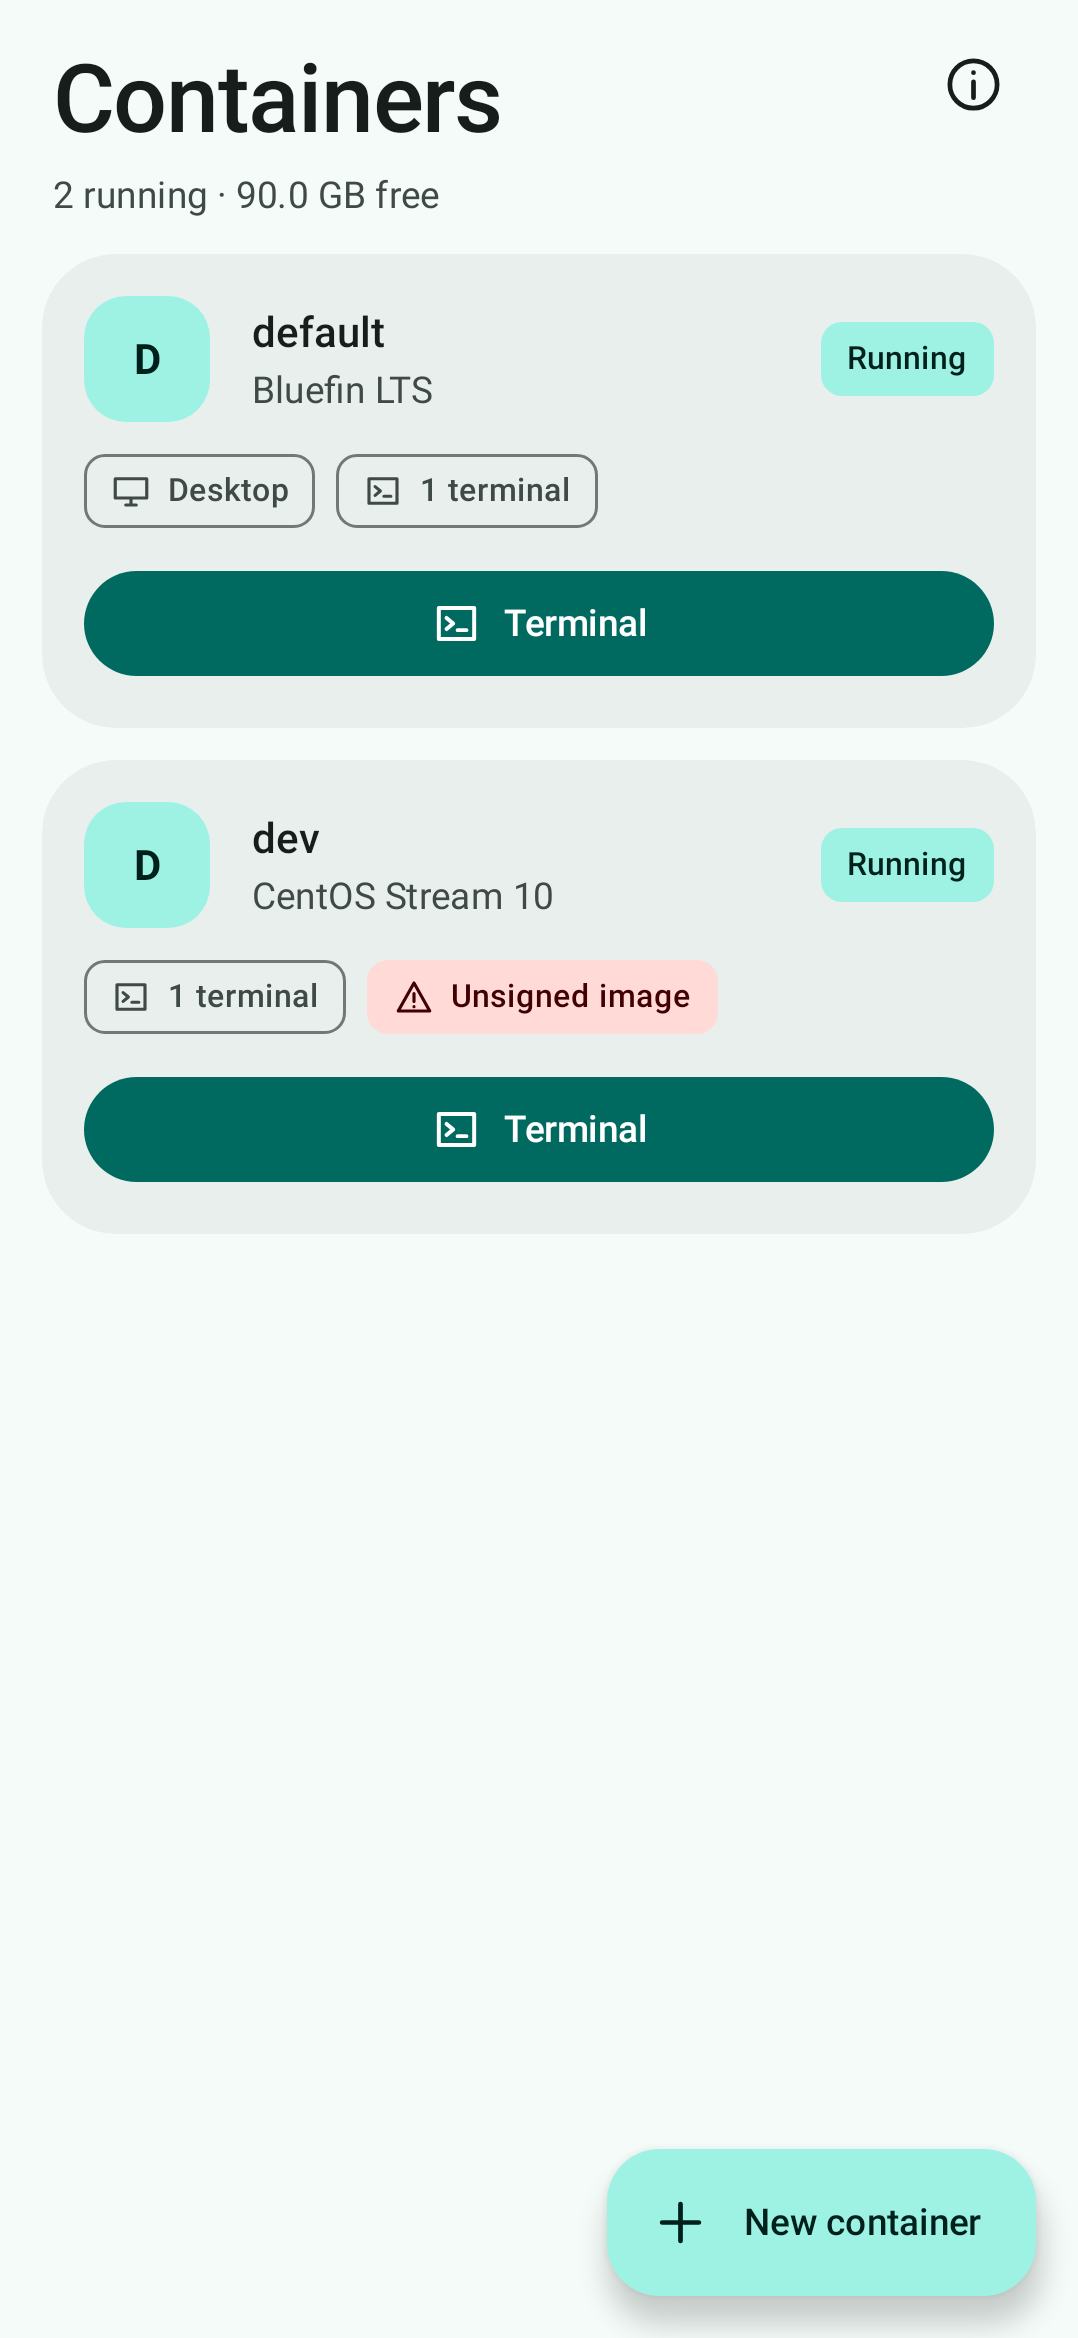 Containers
2 running · 90.0 GB free
D
default
Bluefin LTS
Running
Desktop
1 terminal
Terminal
D
dev
CentOS Stream 10
Running
1 terminal
Unsigned image
Terminal
New container